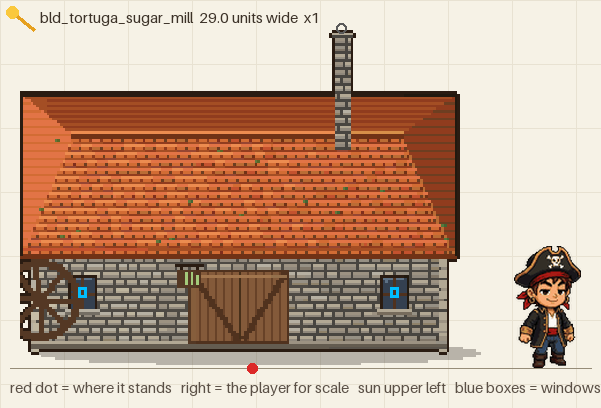 bld_tortuga_sugar_mill 29.0 units wide x1
red dot = where it stands right = the player for scale sun upper left blue boxes = windows